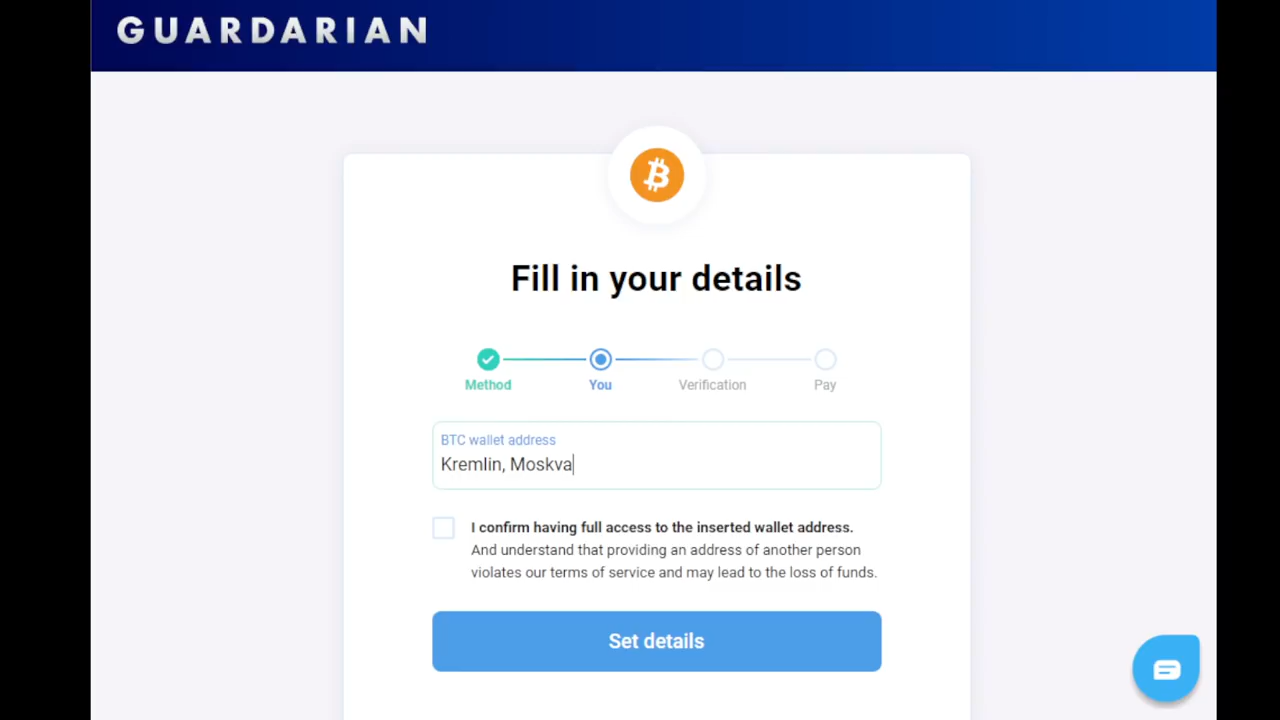 GUARDARIAN
Fill in your details
Method You Verification Pay
BTC wallet address
Kremlin, Moskva
I confirm having full access to the inserted wallet address.
And understand that providing an address of another person
violates our terms of service and may lead to the loss of funds.
Set details